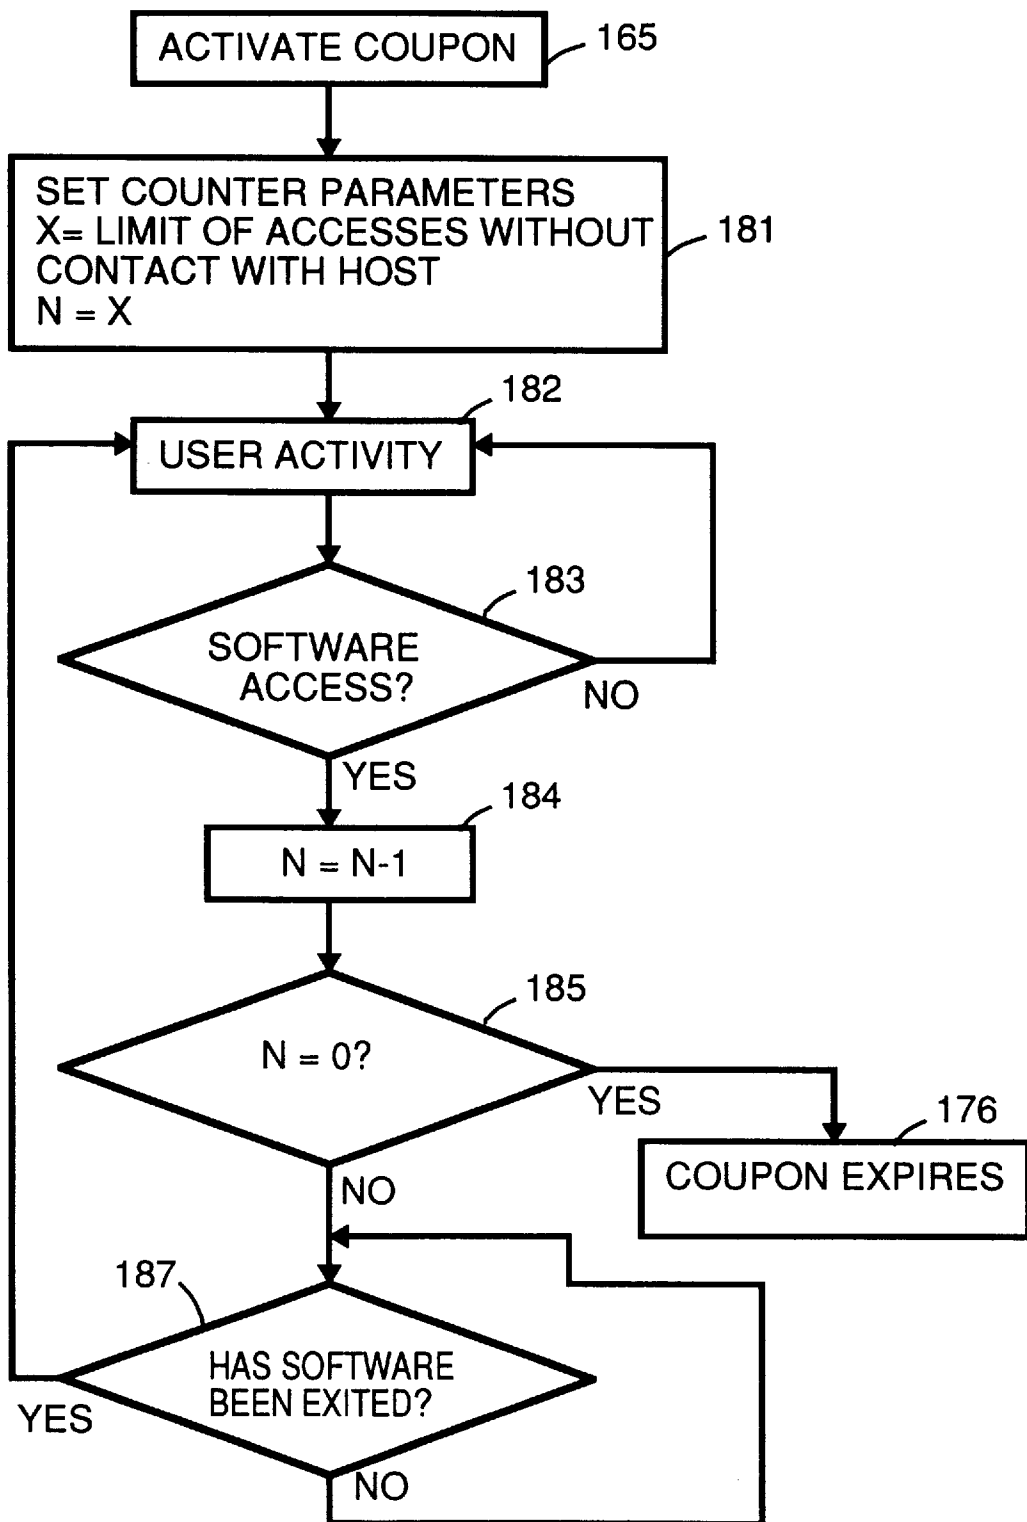 ACTIVATE COUPON
165
SET COUNTER PARAMETERS
X= LIMIT OF ACCESSES WITHOUT
CONTACT WITH HOST
N = X
181
182
USER ACTIVITY
183
SOFTWARE
ACCESS?
NO
YES
184
N = N-1
185
N = 0?
YES
176
COUPON EXPIRES
NO
187
HAS SOFTWARE
BEEN EXITED?
YES
NO